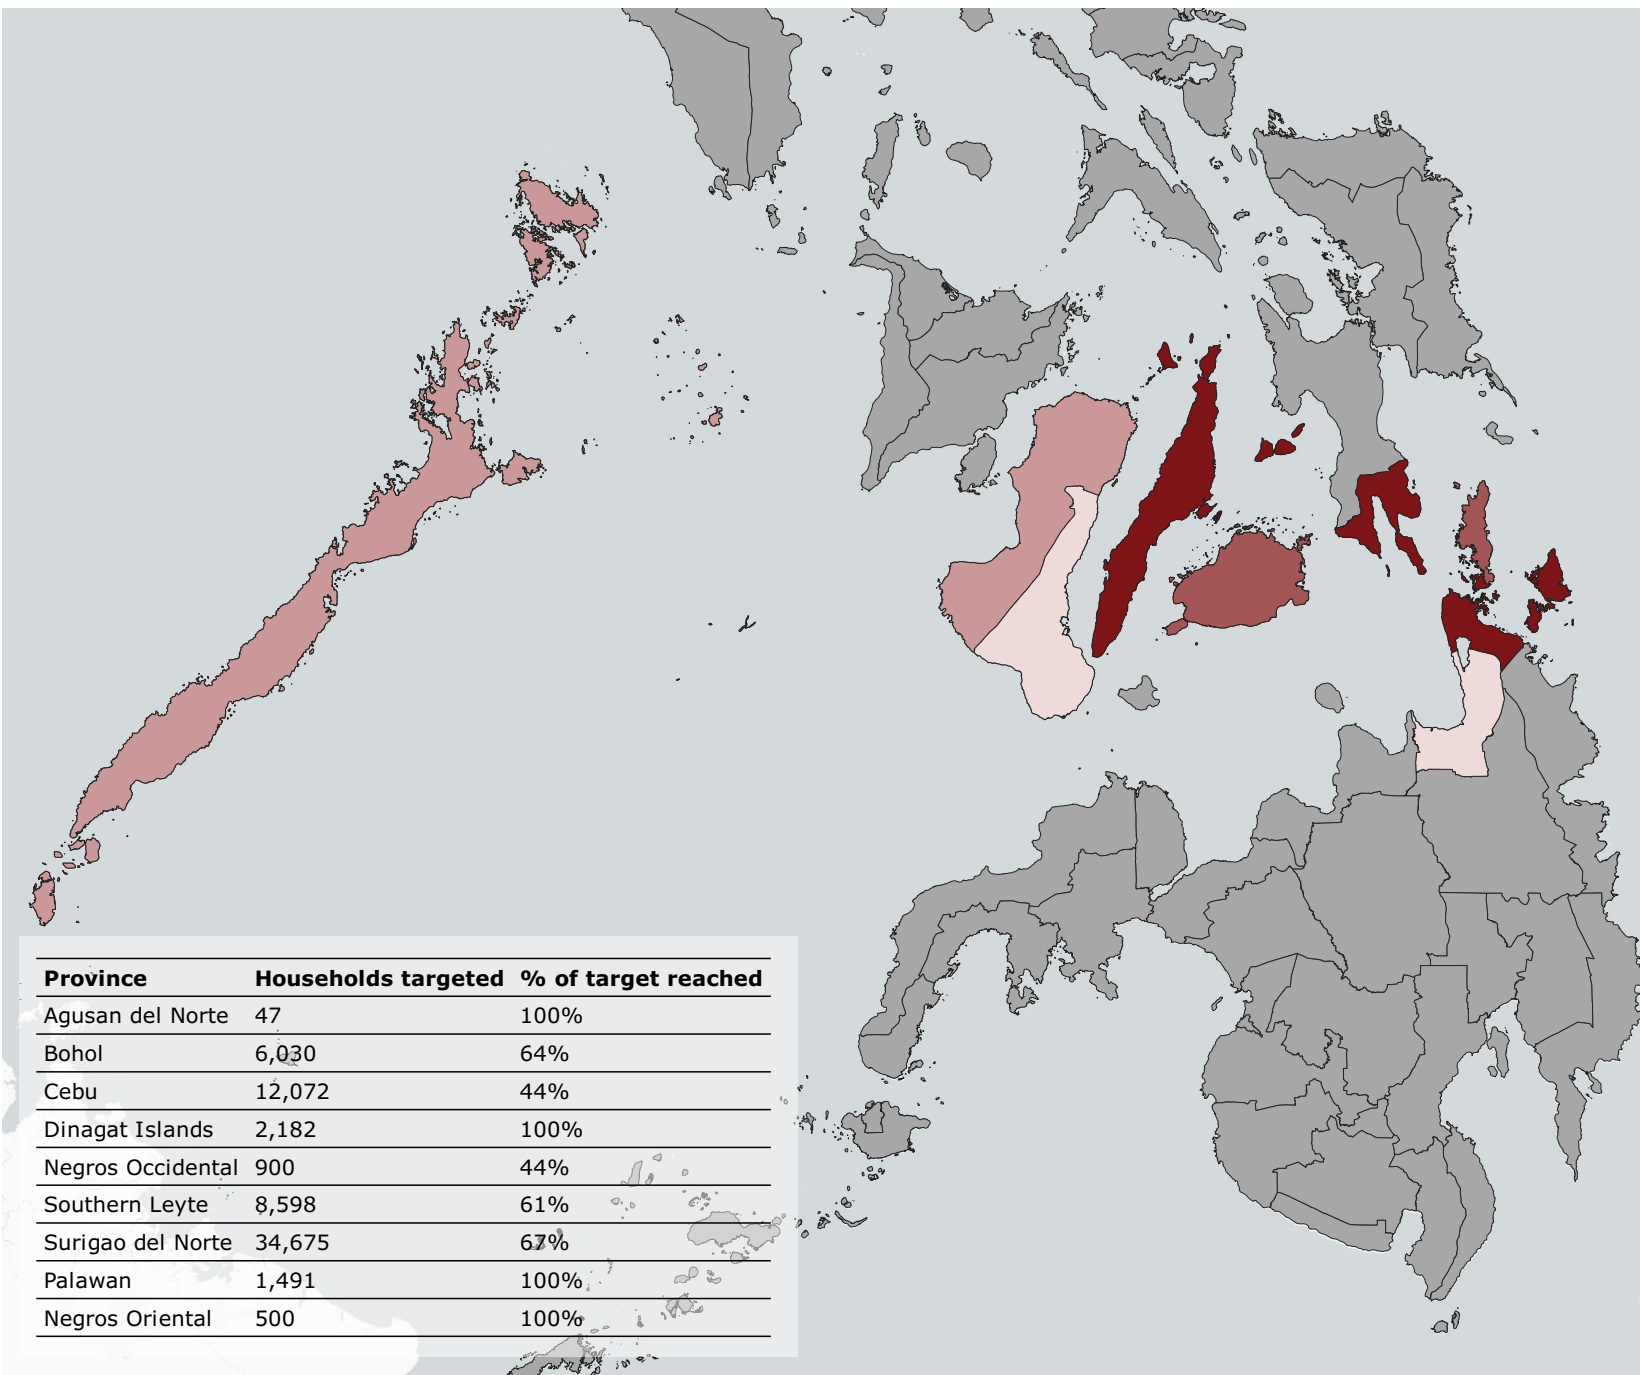 Province Households targeted % of target reached
Agusan del Norte 47 100%
Bohol 6,030 64%
Cebu 12,072 44%
Dinagat Islands 2,182 100%
Negros Occidental 900 44%
Southern Leyte 8,598 61%
Surigao del Norte 34,675 67%
Palawan 1,491 100%
Negros Oriental 500 100%